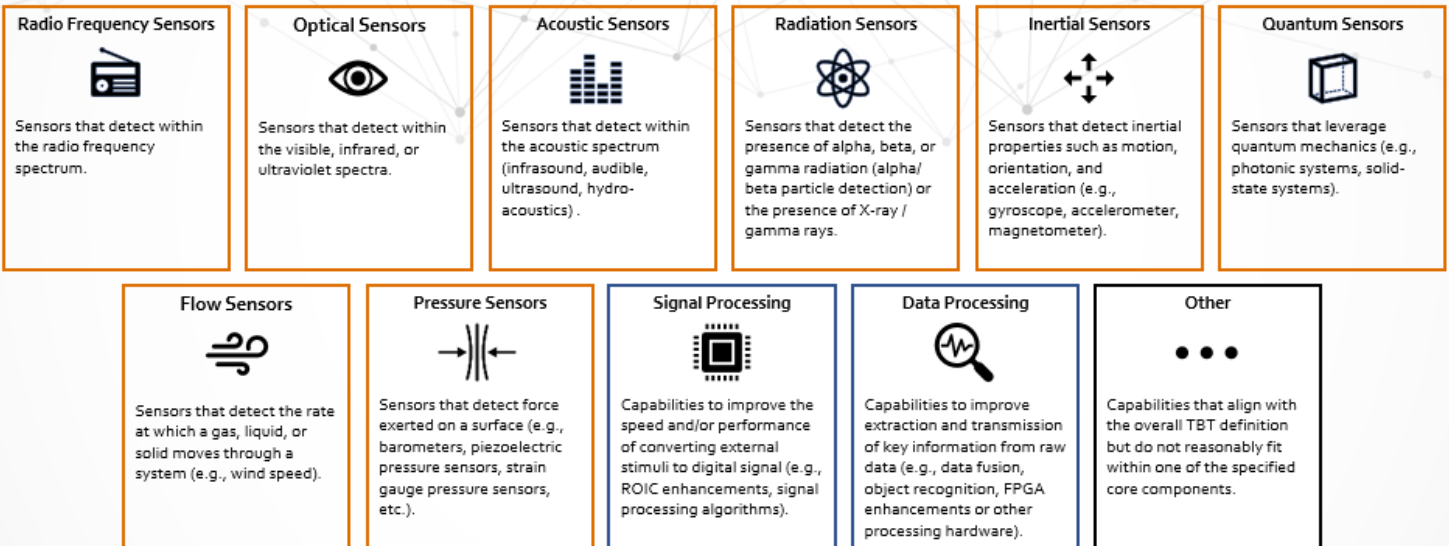 Radio Frequency Sensors
Sensors that detect within
the radio frequency
spectrum.
Optical Sensors
Sensors that detect within
the visible, infrared, or
ultraviolet spectra.
Acoustic Sensors
Sensors that detect within
the acoustic spectrum
(infrasound, audible,
ultrasound, hydro-
acoustics) .
Radiation Sensors
Sensors that detect the
presence of alpha, beta, or
gamma radiation (alpha/
beta particle detection) or
the presence of X-ray /
gamma rays.
Inertial Sensors
Sensors that detect inertial
properties such as motion,
orientation, and
acceleration (e.g.,
gyroscope, accelerometer,
magnetometer).
Quantum Sensors
Sensors that leverage
quantum mechanics (e.g.,
photonic systems, solid-
state systems).
Flow Sensors
Sensors that detect the rate
at which a gas, liquid, or
solid moves through a
system (e.g., wind speed).
Pressure Sensors
Sensors that detect force
exerted on a surface (e.g.,
barometers, piezoelectric
pressure sensors, strain
gauge pressure sensors,
etc.).
Signal Processing
Capabilities to improve the
speed and/or performance
of converting external
stimuli to digital signal (e.g.,
ROIC enhancements, signal
processing algorithms).
Data Processing
Capabilities to improve
extraction and transmission
of key information from raw
data (e.g., data fusion,
object recognition, FPGA
enhancements or other
processing hardware).
Other
Capabilities that align with
the overall TBT definition
but do not reasonably fit
within one of the specified
core components.